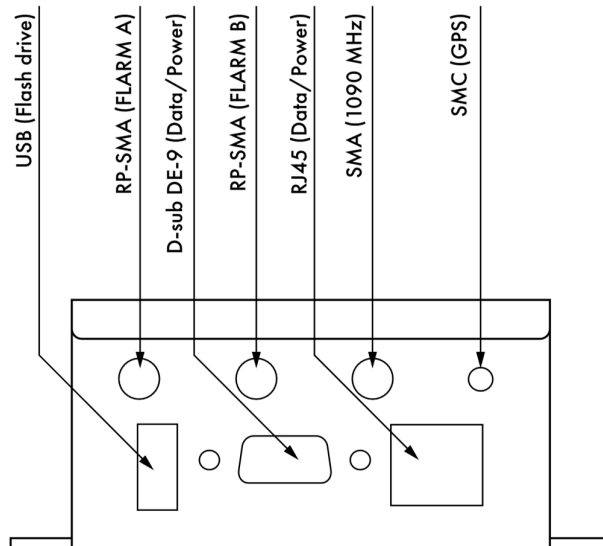 USB (Flash drive)
RP-SMA (FLARM A)
D-sub DE-9 (Data/Power)
RP-SMA (FLARM B)
RJ45 (Data/Power)
SMA (1090 MHz)
SMC (GPS)